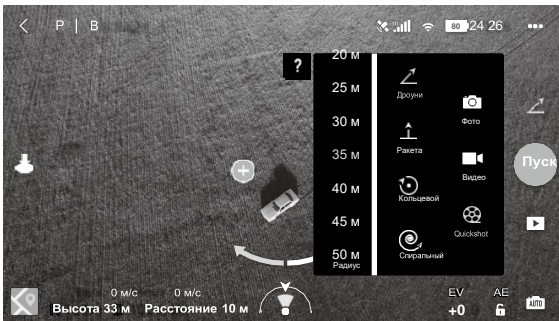 P | B
80
24 26
?
20 м
25 м
30 м
35 м
40 м
45 м
50 м
Радиус
Дроуни
Ракета
Кольцевой
Спиральный
Фото
Видео
Quickshot
Пуск
0 м/с
0 м/с
Высота 33 м
Расстояние 10 м
EV
+0
AE
AUTO